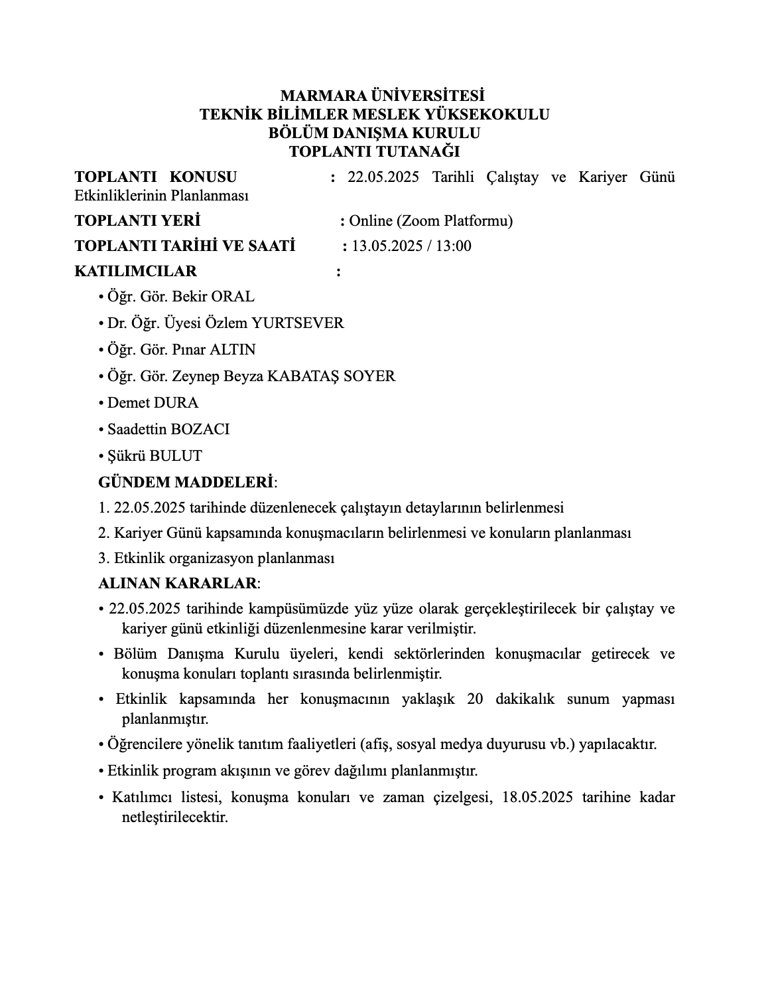 MARMARA ÜNİVERSİTESİ
TEKNİK BİLİMLER MESLEK YÜKSEKOKULU
BÖLÜM DANIŞMA KURULU
TOPLANTI TUTANAĞI
TOPLANTI KONUSU : 22.05.2025 Tarihli Çalıştay ve Kariyer Günü
Etkinliklerinin Planlanması
TOPLANTI YERİ : Online (Zoom Platformu)
TOPLANTI TARİHİ VE SAATİ : 13.05.2025 / 13:00
KATILIMCILAR :
• Öğr. Gör. Bekir ORAL
• Dr. Öğr. Üyesi Özlem YURTSEVER
• Öğr. Gör. Pınar ALTIN
• Öğr. Gör. Zeynep Beyza KABATAŞ SOYER
• Demet DURA
• Saadettin BOZACI
• Şükrü BULUT
GÜNDEM MADDELERİ:
1. 22.05.2025 tarihinde düzenlenecek çalıştayın detaylarının belirlenmesi
2. Kariyer Günü kapsamında konuşmacıların belirlenmesi ve konuların planlanması
3. Etkinlik organizasyon planlanması
ALINAN KARARLAR:
• 22.05.2025 tarihinde kampüsümüzde yüz yüze olarak gerçekleştirilecek bir çalıştay ve
kariyer günü etkinliği düzenlenmesine karar verilmiştir.
• Bölüm Danışma Kurulu üyeleri, kendi sektörlerinden konuşmacılar getirecek ve
konuşma konuları toplantı sırasında belirlenmiştir.
• Etkinlik kapsamında her konuşmacının yaklaşık 20 dakikalık sunum yapması
planlanmıştır.
• Öğrencilere yönelik tanıtım faaliyetleri (afiş, sosyal medya duyurusu vb.) yapılacaktır.
• Etkinlik program akışının ve görev dağılımı planlanmıştır.
• Katılımcı listesi, konuşma konuları ve zaman çizelgesi, 18.05.2025 tarihine kadar
netleştirilecektir.